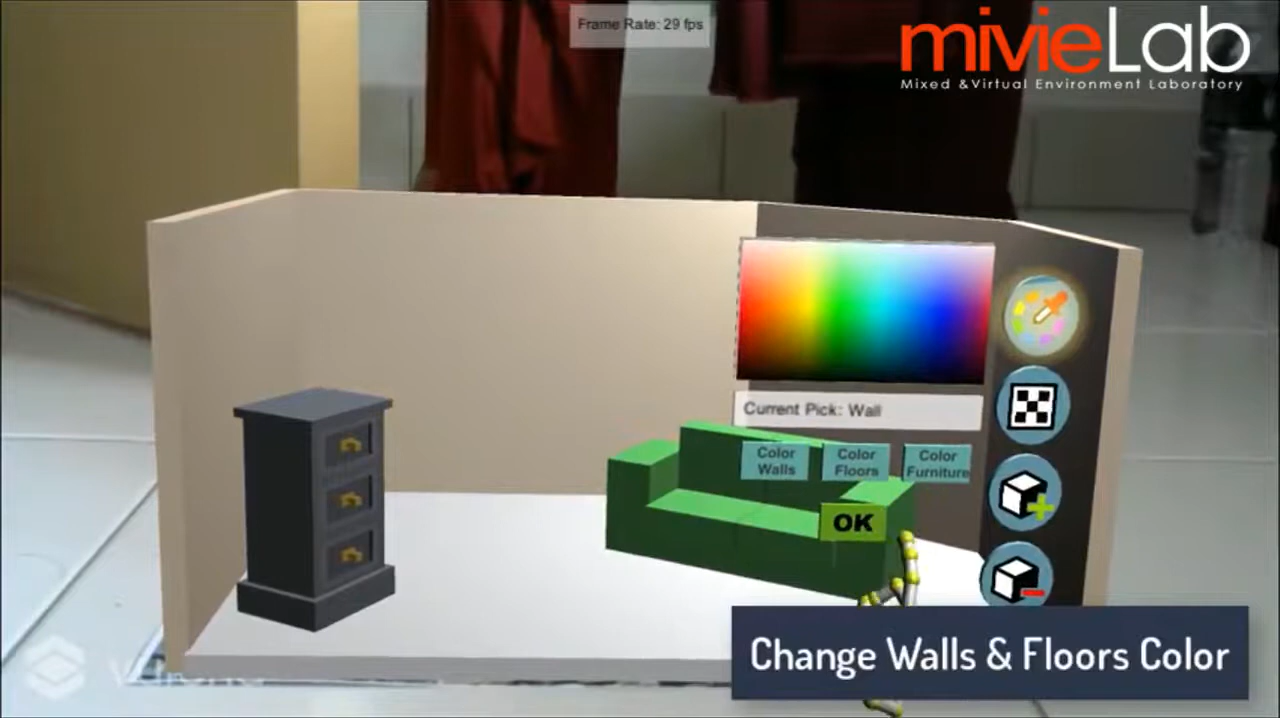 Frame Rate: 29 fps
mivieLab
Mixed & Virtual Environment Laboratory
Current Pick: Wall
Color Walls
Color Floors
Color Furniture
OK
Change Walls & Floors Color